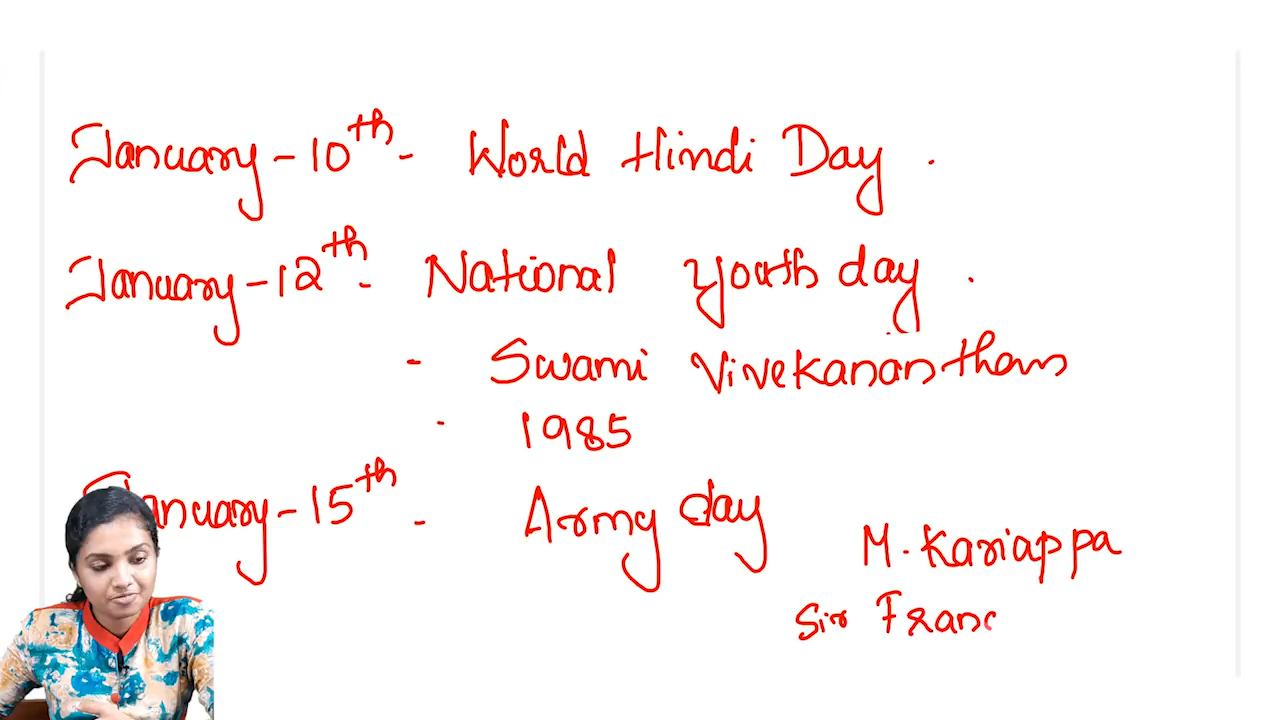 January - 10th - World Hindi Day .
January - 12th - National Youth day .
- Swami Vivekananthans
- 1985
January - 15th - Army day
M. Kariappa
Sir Franc